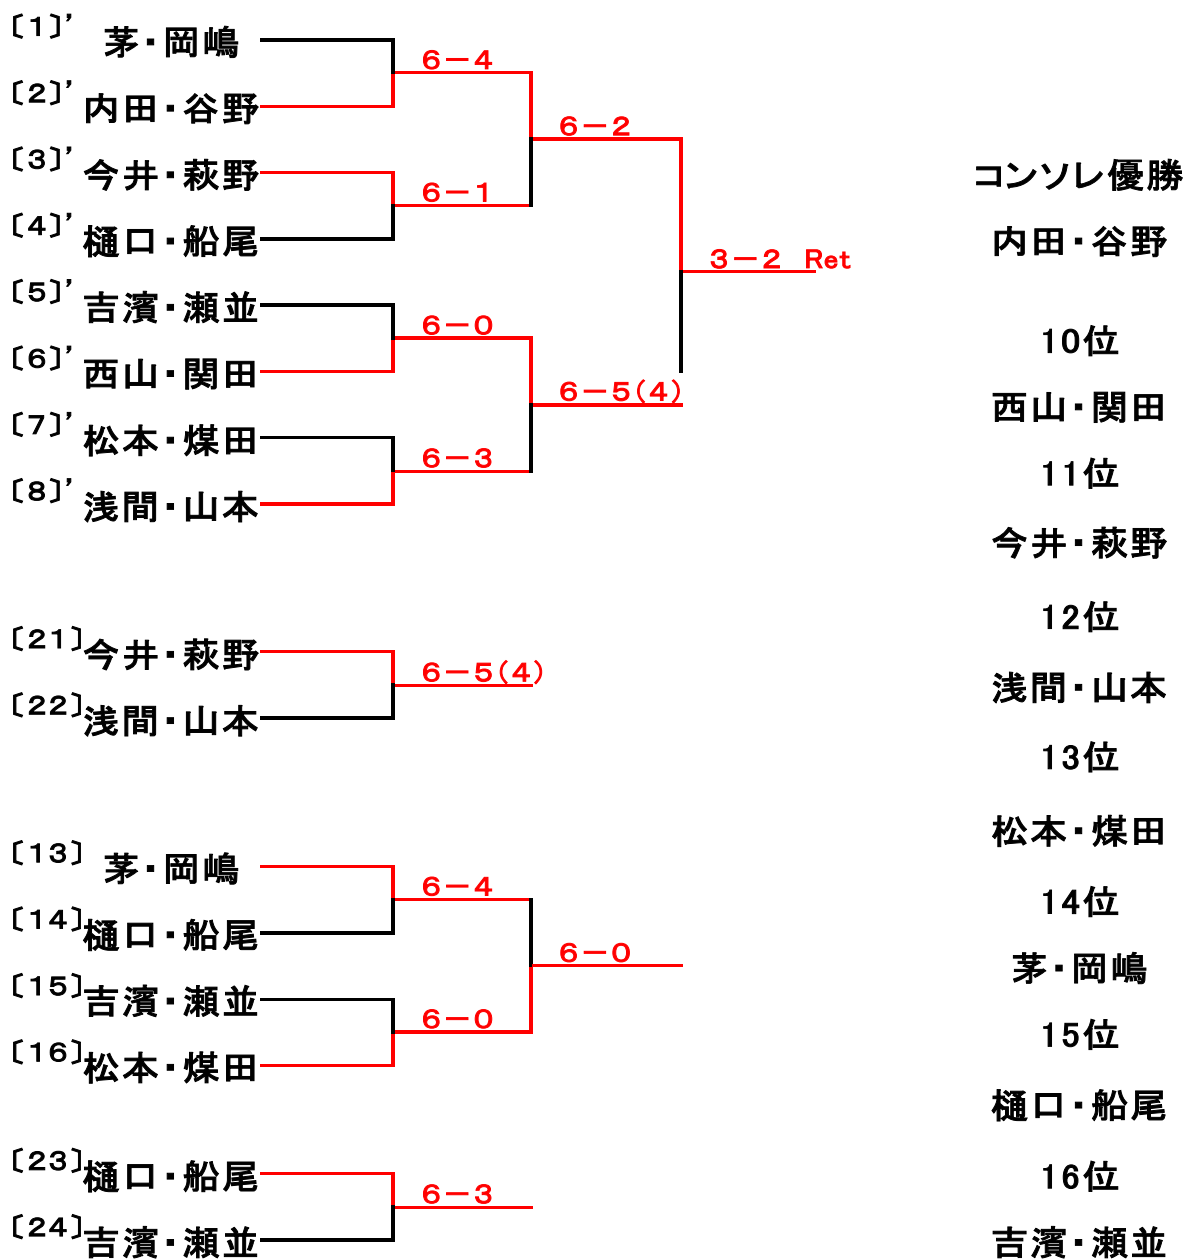 [1]’ 茅・岡嶋
6－4
[2]’ 内田・谷野
6－2
[3]’ 今井・萩野
6－1
[4]’ 樋口・船尾
3－2 Ret
[5]’ 吉濱・瀬並
6－0
[6]’ 西山・関田
6－5(4)
[7]’ 松本・煤田
6－3
[8]’ 浅間・山本
[21] 今井・萩野
6－5(4)
[22] 浅間・山本
[13] 茅・岡嶋
6－4
[14] 樋口・船尾
6－0
[15] 吉濱・瀬並
6－0
[16] 松本・煤田
[23] 樋口・船尾
6－3
[24] 吉濱・瀬並
コンソレ優勝
内田・谷野
10位
西山・関田
11位
今井・萩野
12位
浅間・山本
13位
松本・煤田
14位
茅・岡嶋
15位
樋口・船尾
16位
吉濱・瀬並